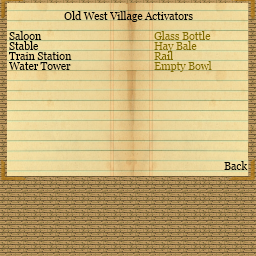 Old West Village Activators
Saloon Glass Bottle
Stable Hay Bale
Train Station Rail
Water Tower Empty Bowl
Back